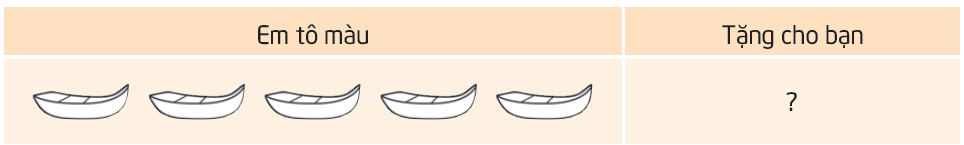 Em tô màu
Tặng cho bạn
?